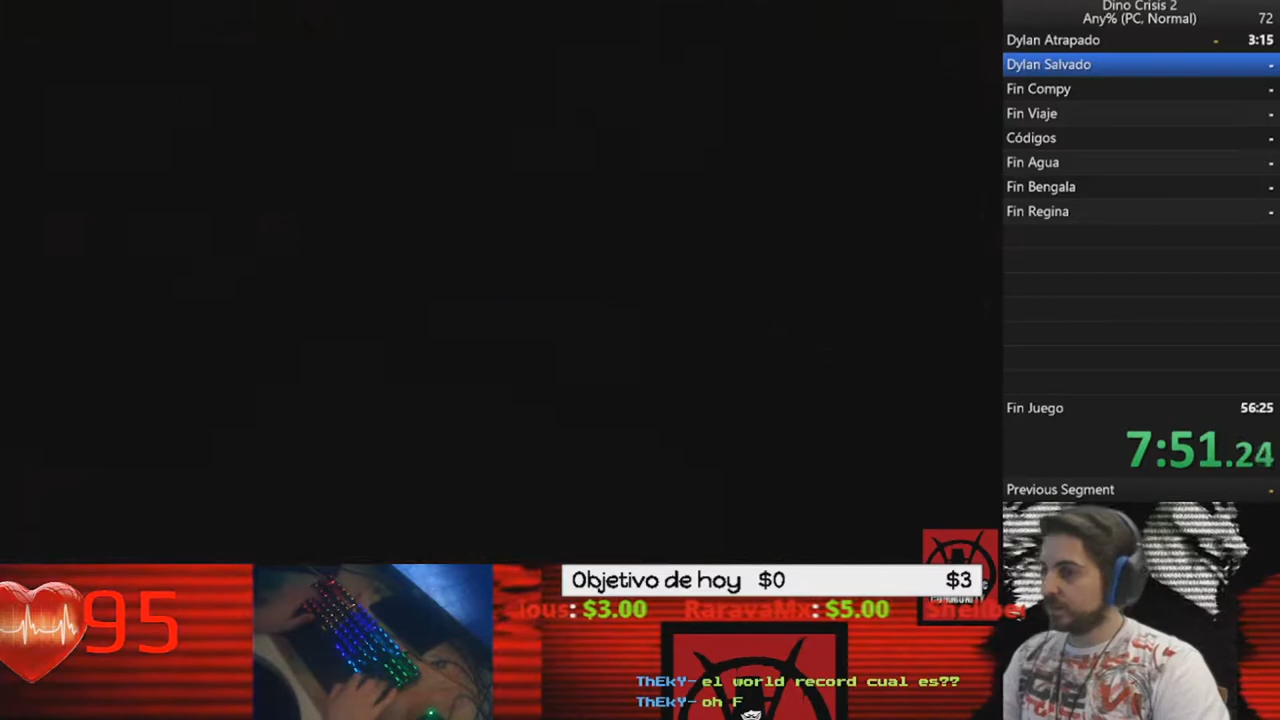 Dino Crisis 2
Any% (PC, Normal) 72
Dylan Atrapado - 3:15
Dylan Salvado -
Fin Compy -
Fin Viaje -
Códigos -
Fin Agua -
Fin Bengala -
Fin Regina -
Fin Juego 56:25
7:51.24
Previous Segment -
Objetivo de hoy $0 $3
95
: $3.00 RaravaMx: $5.00
ThEkY- el world record cual es??
ThEkY- oh F